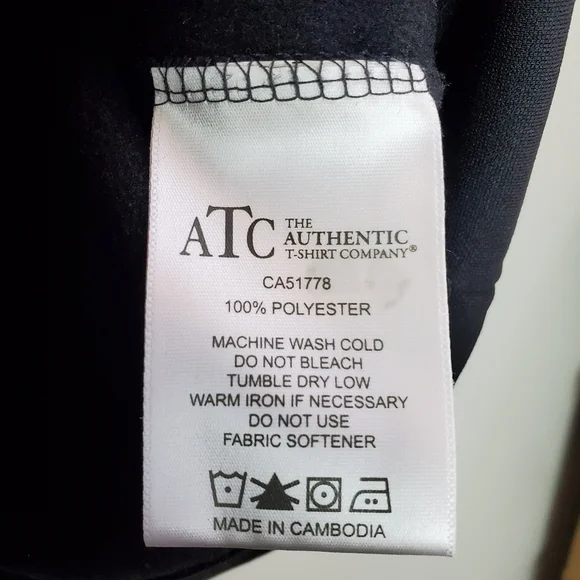 ATC THE AUTHENTIC T-SHIRT COMPANY®
CA51778
100% POLYESTER
MACHINE WASH COLD
DO NOT BLEACH
TUMBLE DRY LOW
WARM IRON IF NECESSARY
DO NOT USE
FABRIC SOFTENER
MADE IN CAMBODIA